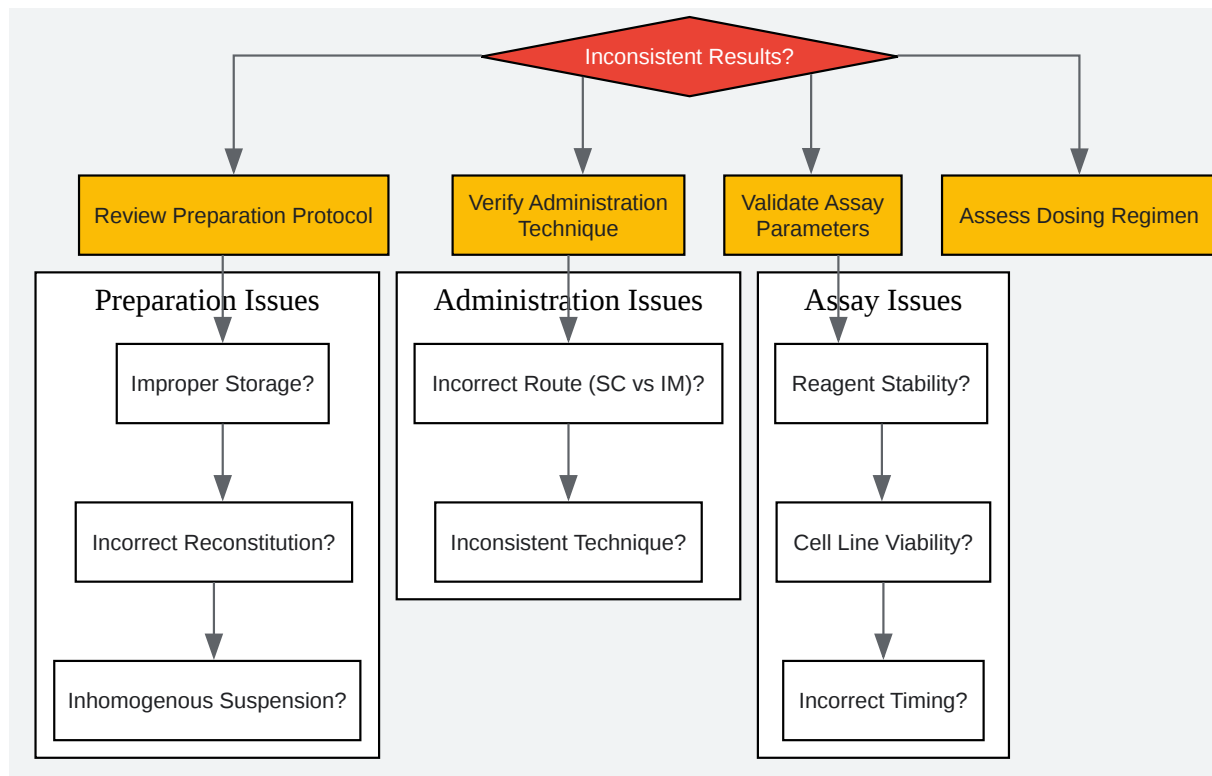 Inconsistent Results?
Review Preparation Protocol
Verify Administration
Technique
Validate Assay
Parameters
Assess Dosing Regimen
Preparation Issues
Improper Storage?
Incorrect Reconstitution?
Inhomogenous Suspension?
Administration Issues
Incorrect Route (SC vs IM)?
Inconsistent Technique?
Assay Issues
Reagent Stability?
Cell Line Viability?
Incorrect Timing?